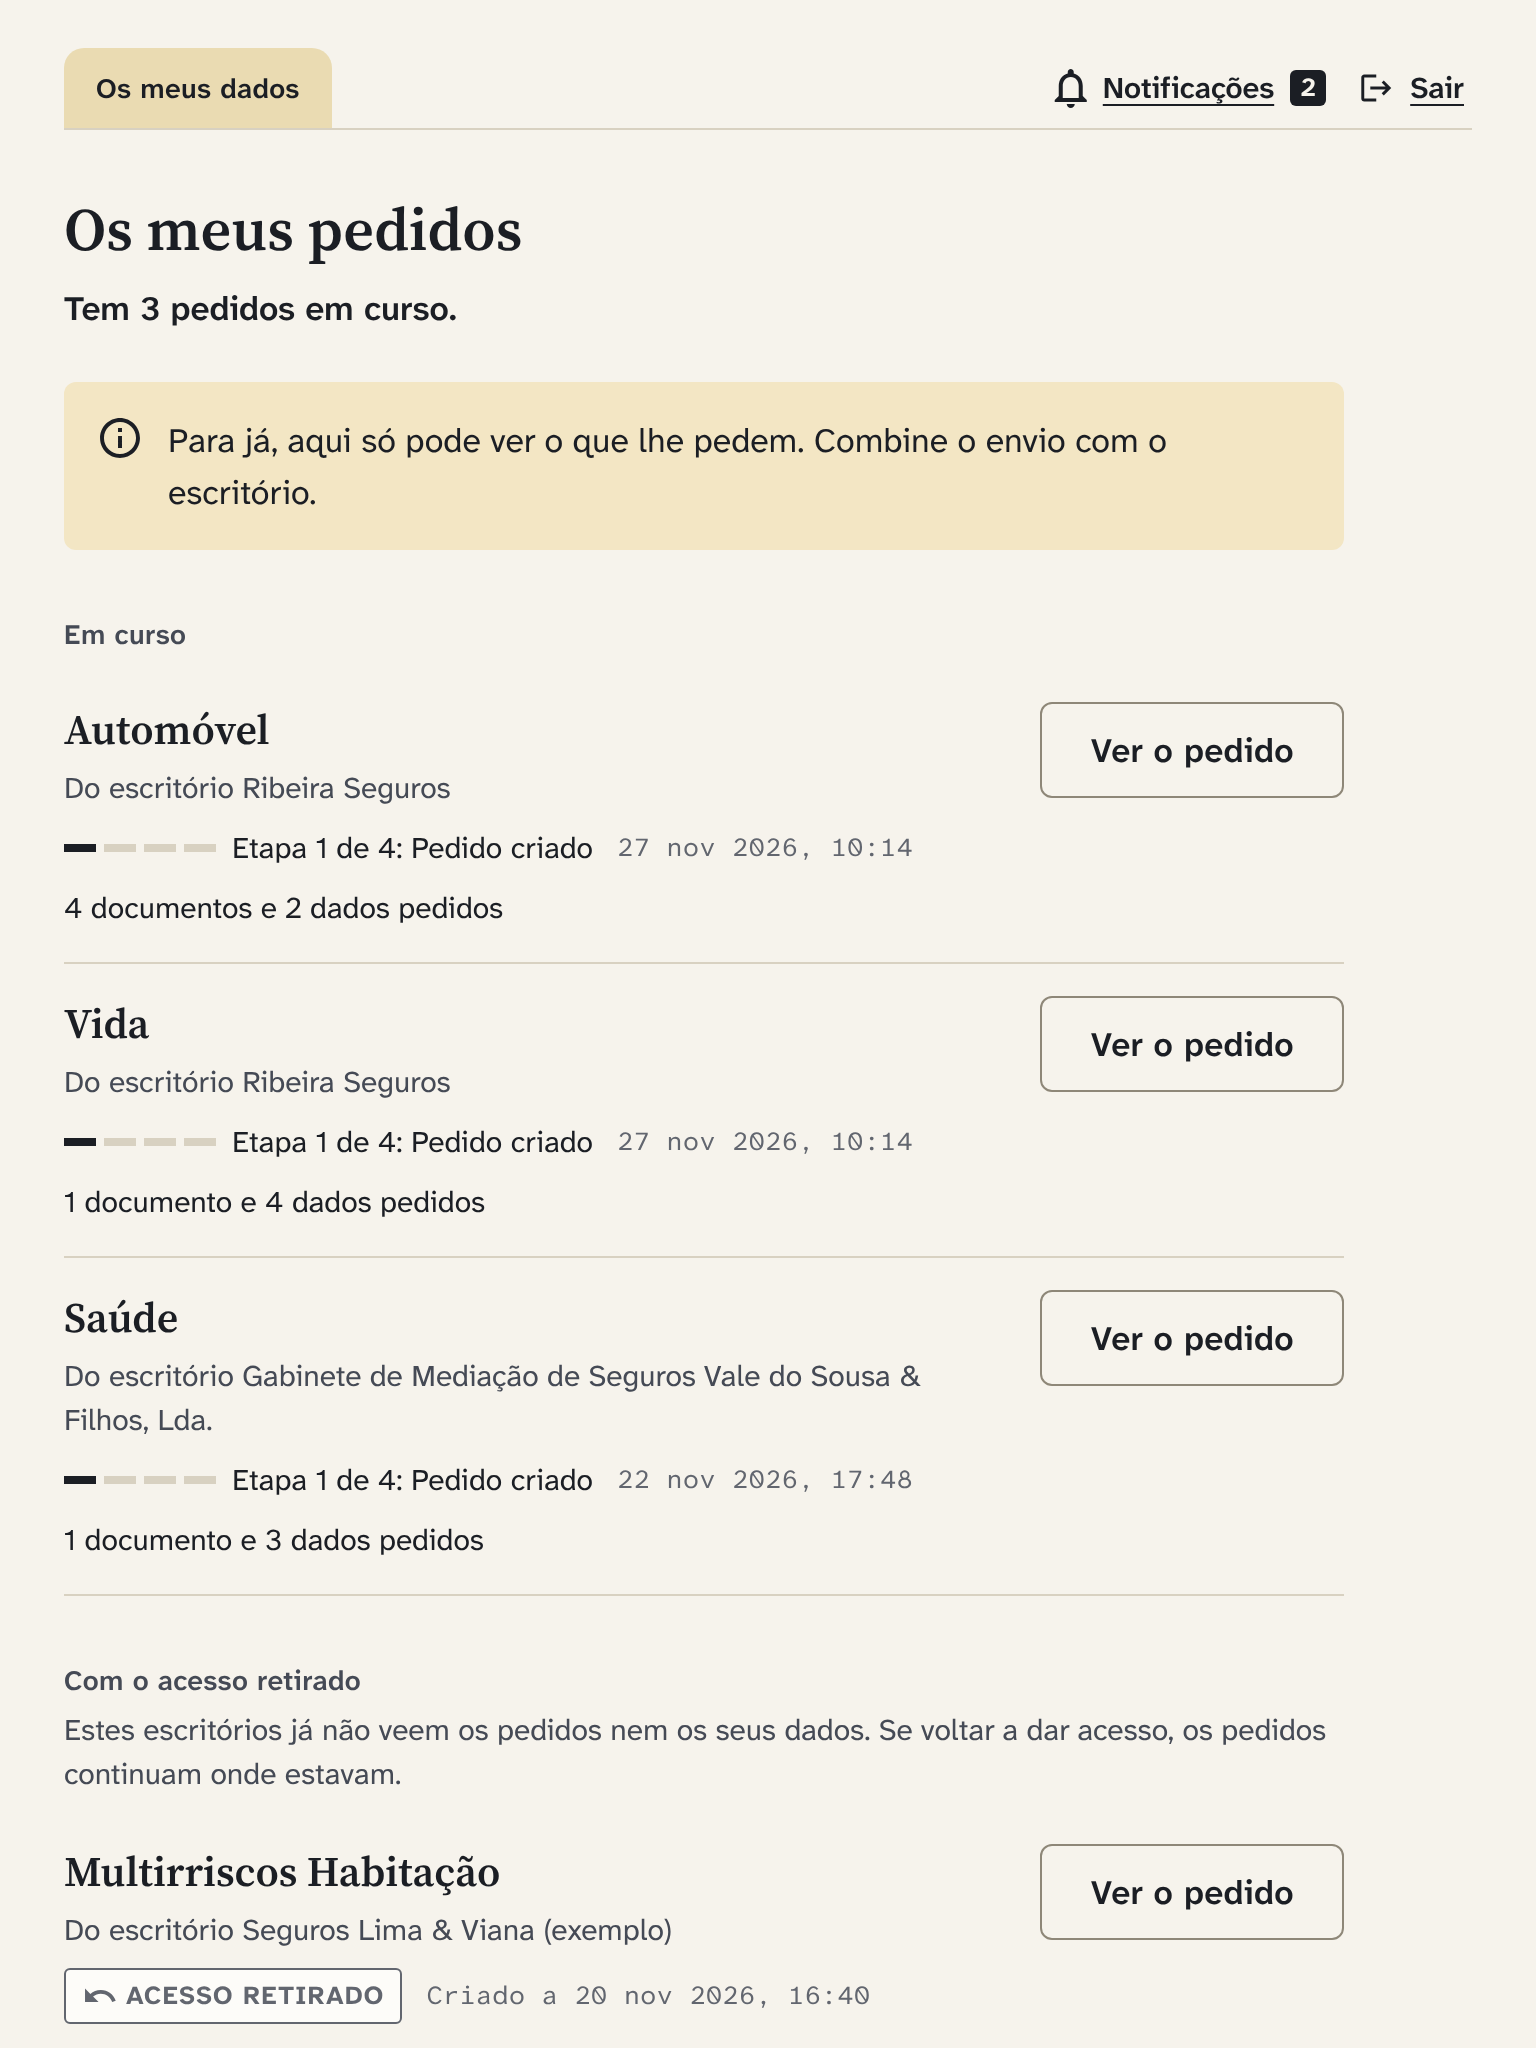 Os meus dados
Notificações 2 Sair
Os meus pedidos
Tem 3 pedidos em curso.
Para já, aqui só pode ver o que lhe pedem. Combine o envio com o
escritório.
Em curso
Automóvel
Ver o pedido
Do escritório Ribeira Seguros
Etapa 1 de 4: Pedido criado 27 nov 2026, 10:14
4 documentos e 2 dados pedidos
Vida
Ver o pedido
Do escritório Ribeira Seguros
Etapa 1 de 4: Pedido criado 27 nov 2026, 10:14
1 documento e 4 dados pedidos
Saúde
Ver o pedido
Do escritório Gabinete de Mediação de Seguros Vale do Sousa &
Filhos, Lda.
Etapa 1 de 4: Pedido criado 22 nov 2026, 17:48
1 documento e 3 dados pedidos
Com o acesso retirado
Estes escritórios já não veem os pedidos nem os seus dados. Se voltar a dar acesso, os pedidos
continuam onde estavam.
Multirriscos Habitação
Ver o pedido
Do escritório Seguros Lima & Viana (exemplo)
ACESSO RETIRADO Criado a 20 nov 2026, 16:40